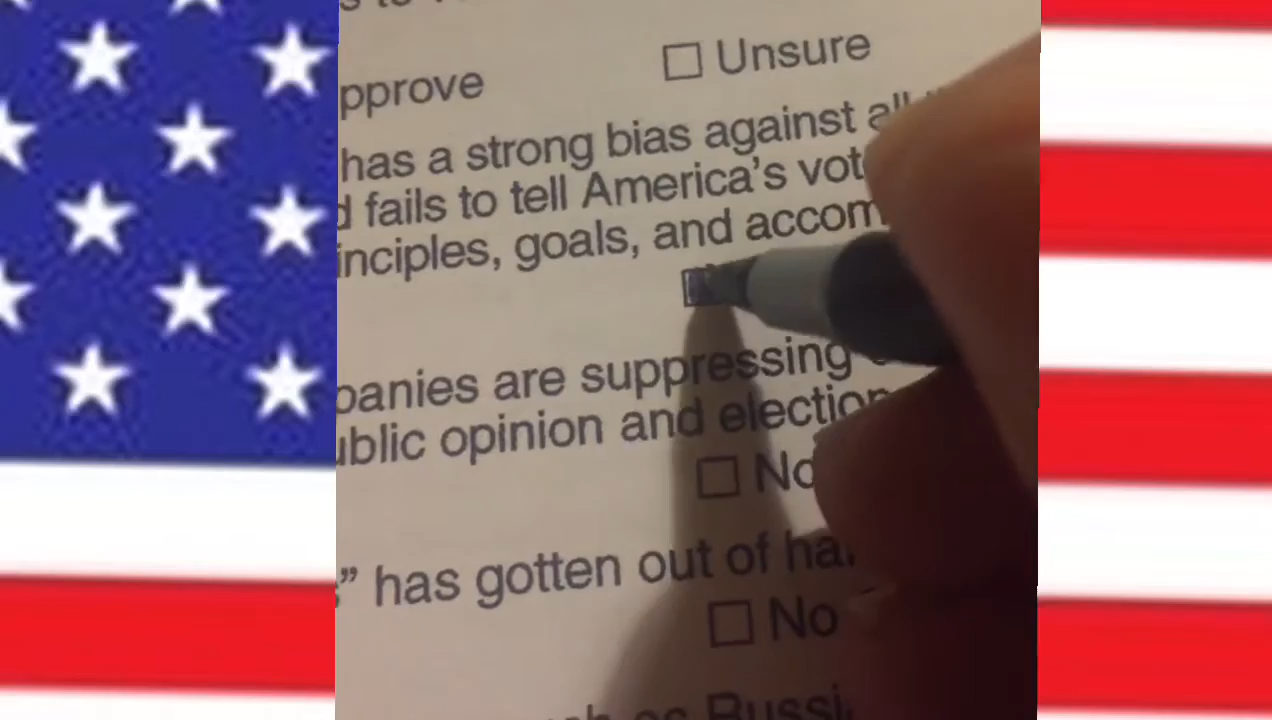 pprove ☐ Unsure
has a strong bias against all
fails to tell America's vot
inciples, goals, and accom
panies are suppressing
ublic opinion and election
☐ No
" has gotten out of ha
☐ No
Russi